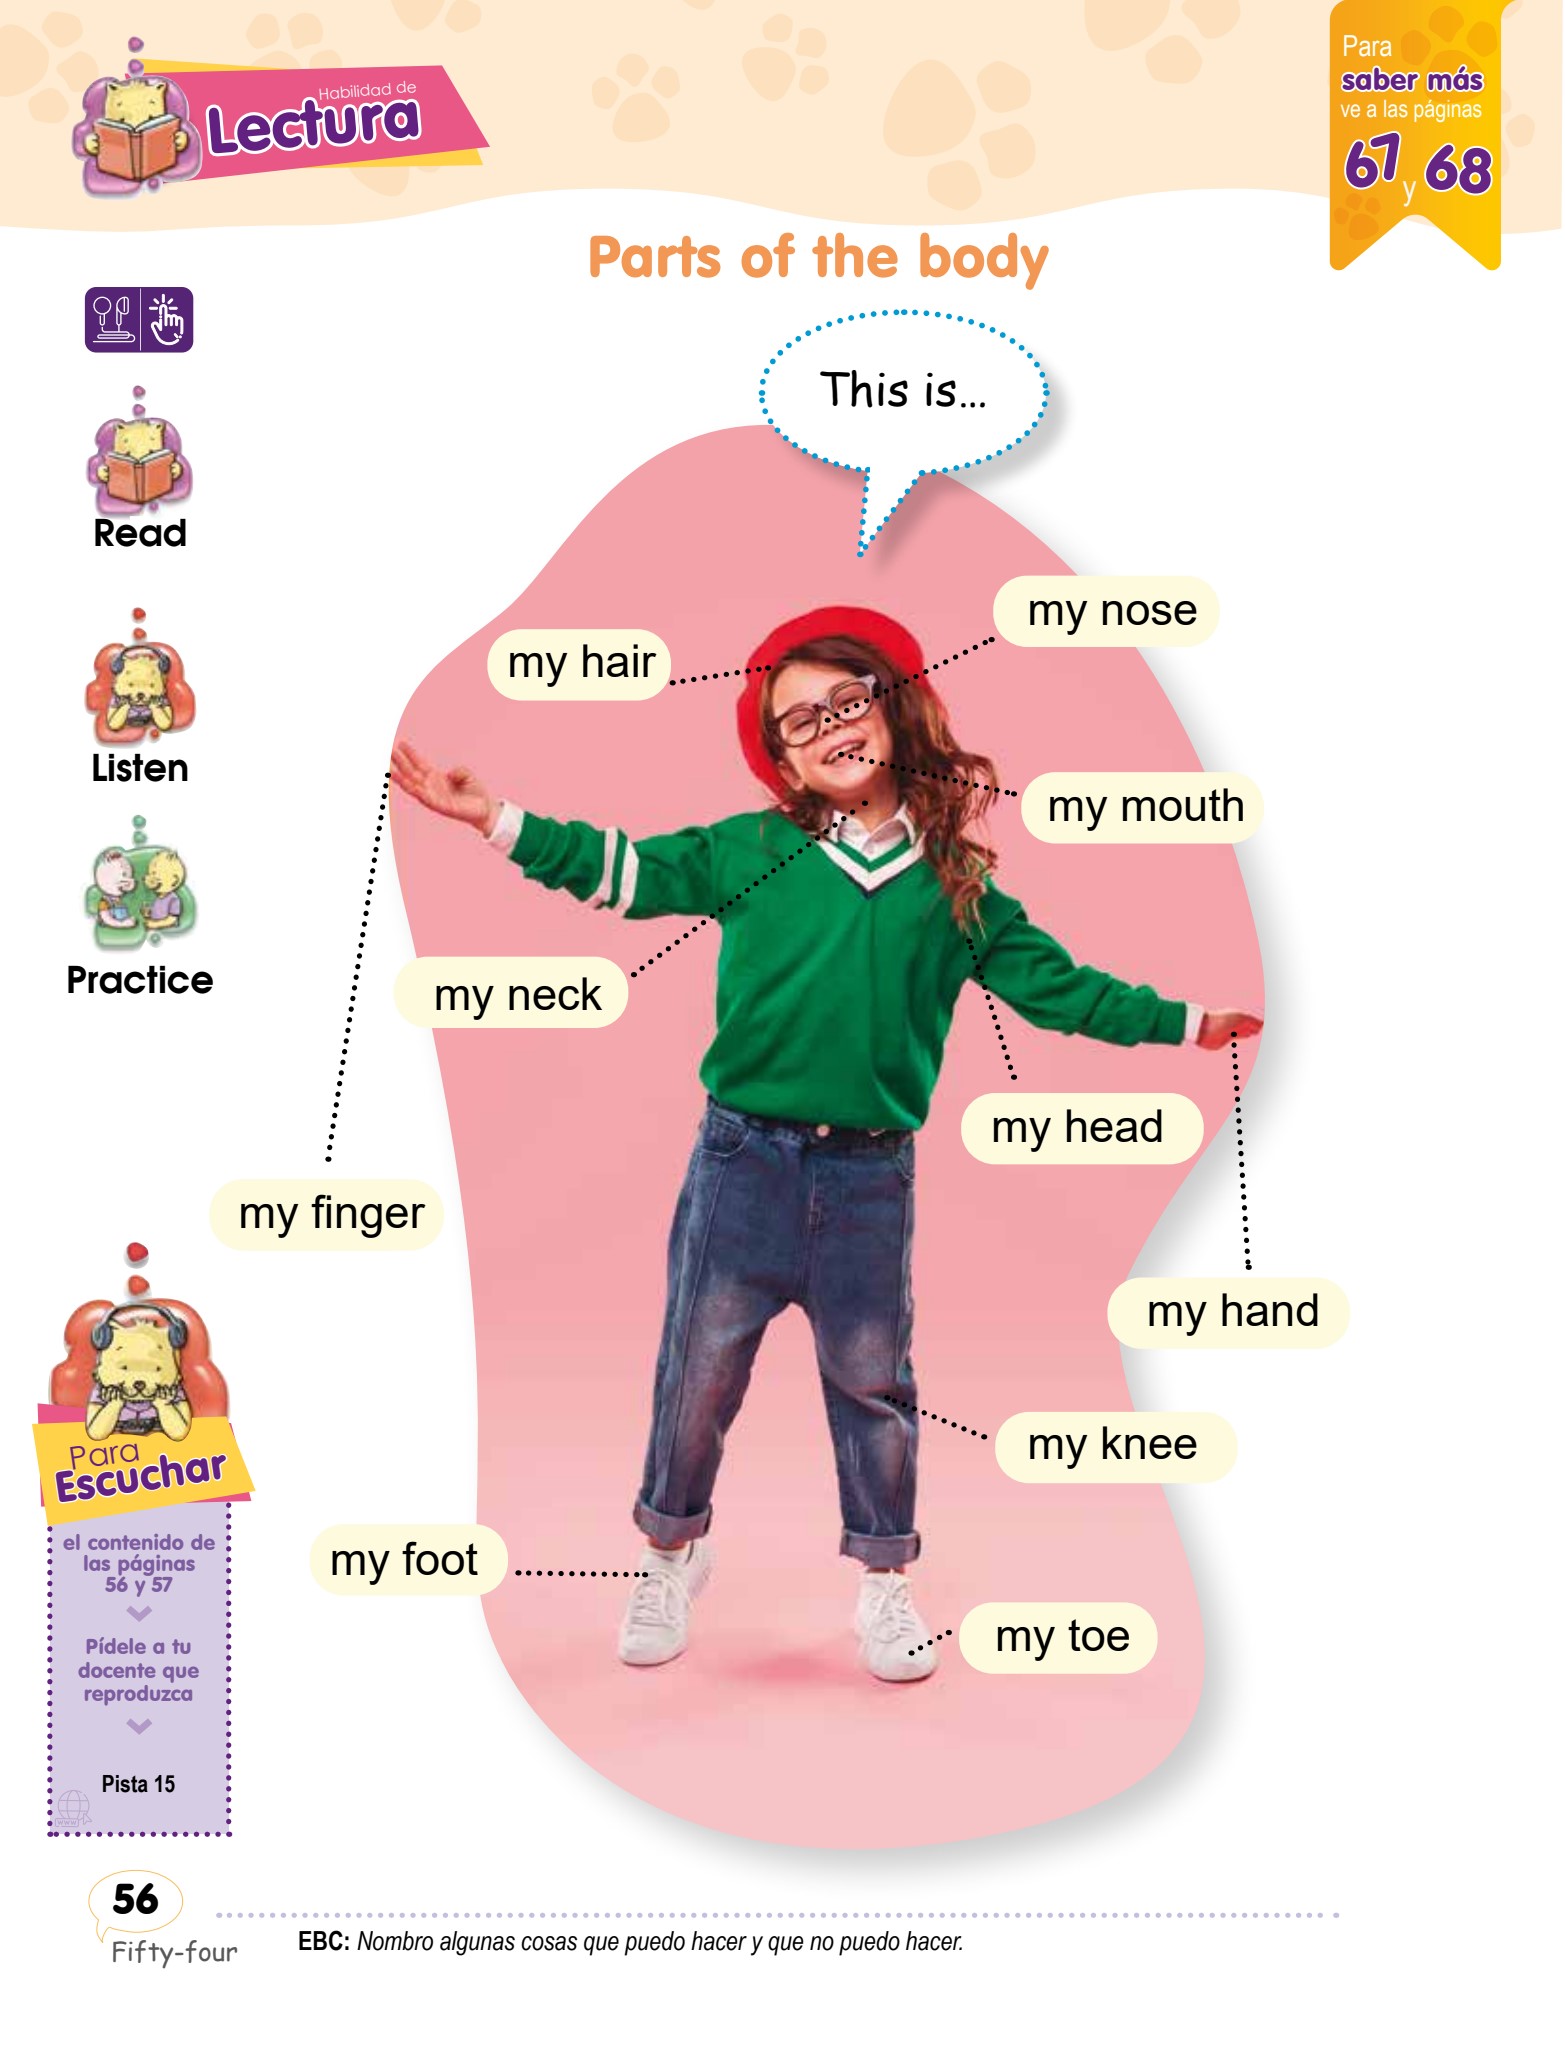 Habilidad de
Lectura
Para
saber más
ve a las páginas
67 y 68
Parts of the body
This is...
Read
Listen
Practice
my nose
my hair
my mouth
my neck
my head
my finger
my hand
my knee
my foot
my toe
Para
Escuchar
el contenido de
las páginas
56 y 57
Pídele a tu
docente que
reproduzca
Pista 15
www
56
Fifty-four
EBC: Nombro algunas cosas que puedo hacer y que no puedo hacer.